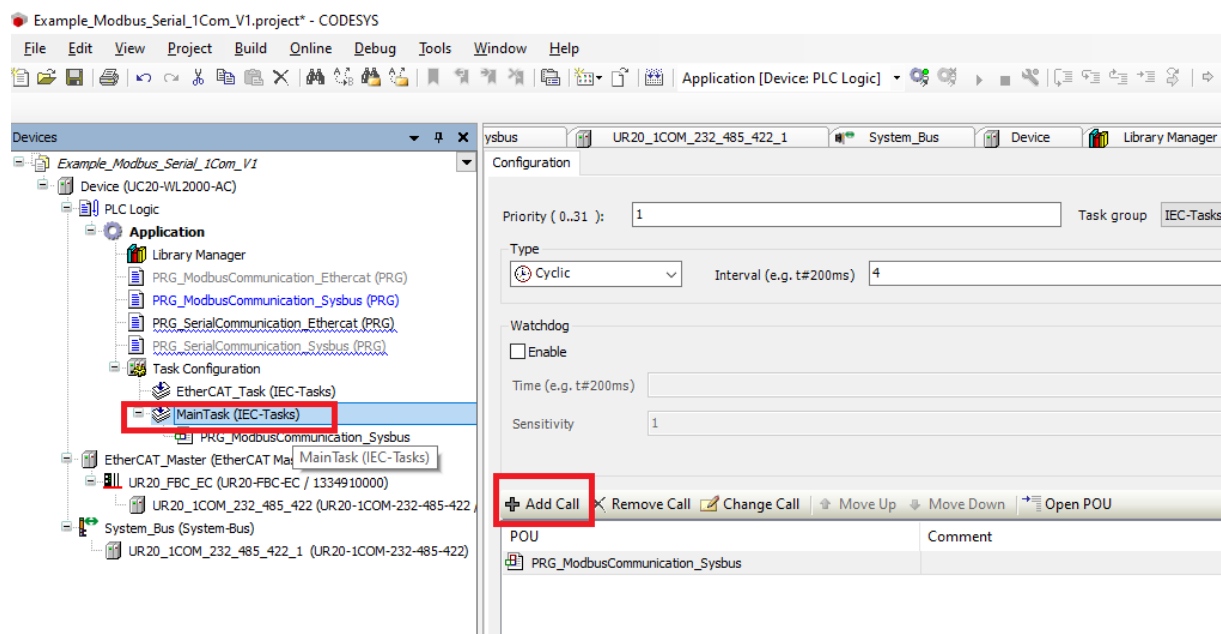 Example_Modbus_Serial_1Com_V1.project* - CODESYS
File Edit View Project Build Online Debug Tools Window Help
Application [Device: PLC Logic]
Devices
ysbus UR20_1COM_232_485_422_1 System_Bus Device Library Manager
Example_Modbus_Serial_1Com_V1
Device (UC20-WL2000-AC)
PLC Logic
Application
Library Manager
PRG_ModbusCommunication_Ethercat (PRG)
PRG_ModbusCommunication_Sysbus (PRG)
PRG_SerialCommunication_Ethercat (PRG)
PRG_SerialCommunication_Sysbus (PRG)
Task Configuration
EtherCAT_Task (IEC-Tasks)
MainTask (IEC-Tasks)
PRG_ModbusCommunication_Sysbus
MainTask (IEC-Tasks)
EtherCAT_Master (EtherCAT Mas
UR20_FBC_EC (UR20-FBC-EC / 1334910000)
UR20_1COM_232_485_422 (UR20-1COM-232-485-422 /
System_Bus (System-Bus)
UR20_1COM_232_485_422_1 (UR20-1COM-232-485-422)
Configuration
Priority ( 0..31 ): 1 Task group IEC-Tasks
Type
Cyclic Interval (e.g. t#200ms) 4
Watchdog
Enable
Time (e.g. t#200ms)
Sensitivity 1
Add Call Remove Call Change Call Move Up Move Down Open POU
POU Comment
PRG_ModbusCommunication_Sysbus